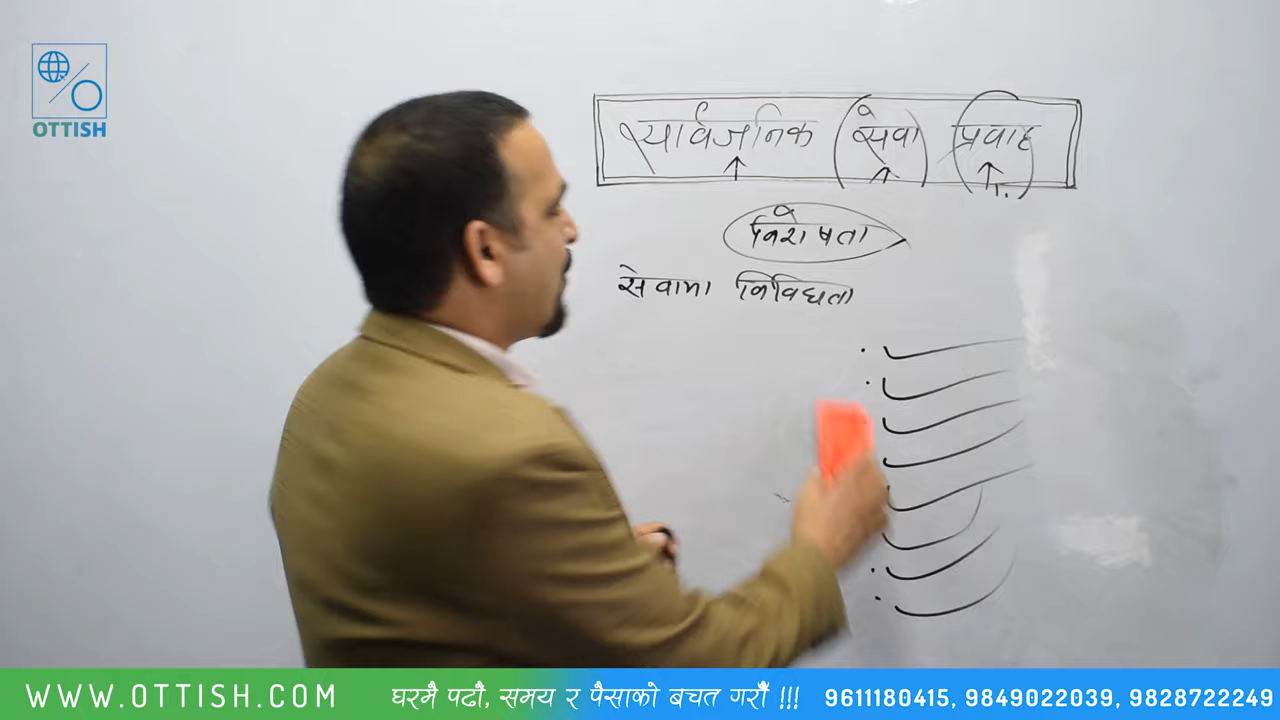 OTTISH
सार्वजनिक सेवा प्रवाह
विशेषता
सेवामा विविधता
WWW.OTTISH.COM घरमै पढौं, समय र पैसाको बचत गरौं !!! 9611180415, 9849022039, 9828722249